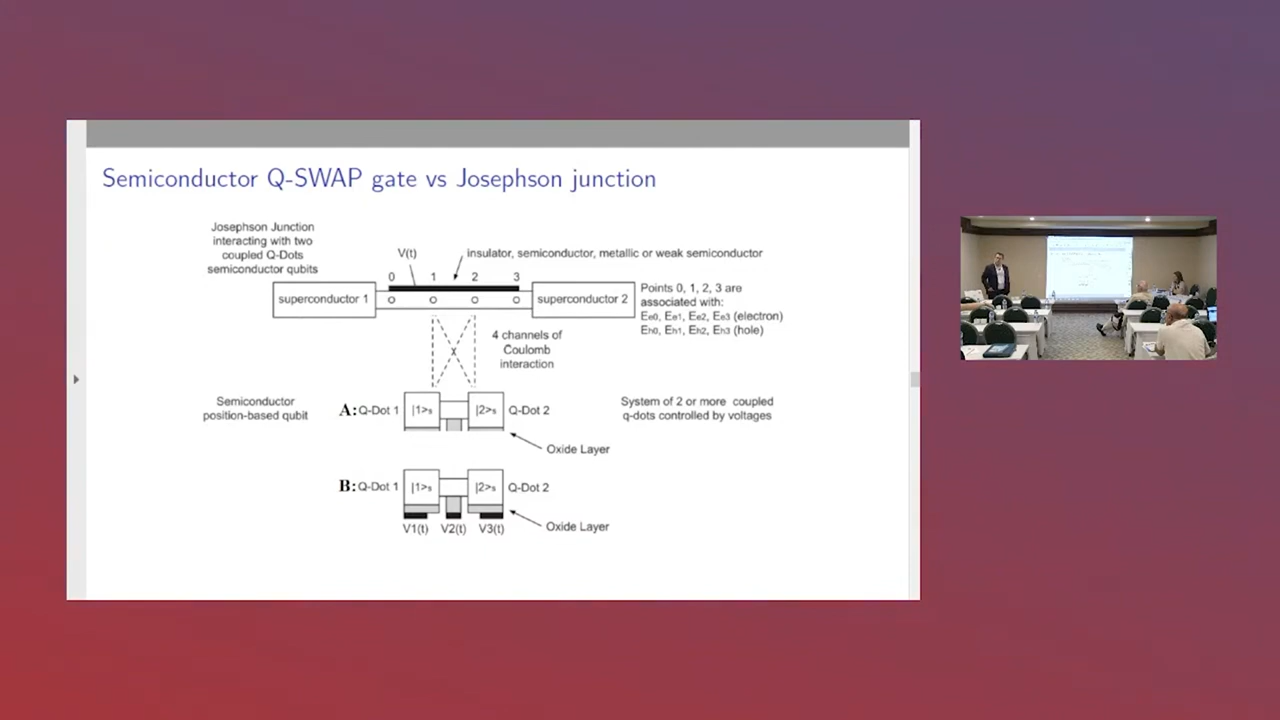 Semiconductor Q-SWAP gate vs Josephson junction
Josephson Junction
interacting with two
coupled Q-Dots
semiconductor qubits
V(t)
insulator, semiconductor, metallic or weak semiconductor
0 1 2 3
superconductor 1
superconductor 2
Points 0, 1, 2, 3 are
associated with:
Ee0, Ee1, Ee2, Ee3 (electron)
Eh0, Eh1, Eh2, Eh3 (hole)
4 channels of
Coulomb
interaction
Semiconductor
position-based qubit
A: Q-Dot 1 |1>s |2>s Q-Dot 2
System of 2 or more coupled
q-dots controlled by voltages
Oxide Layer
B: Q-Dot 1 |1>s |2>s Q-Dot 2
V1(t) V2(t) V3(t)
Oxide Layer